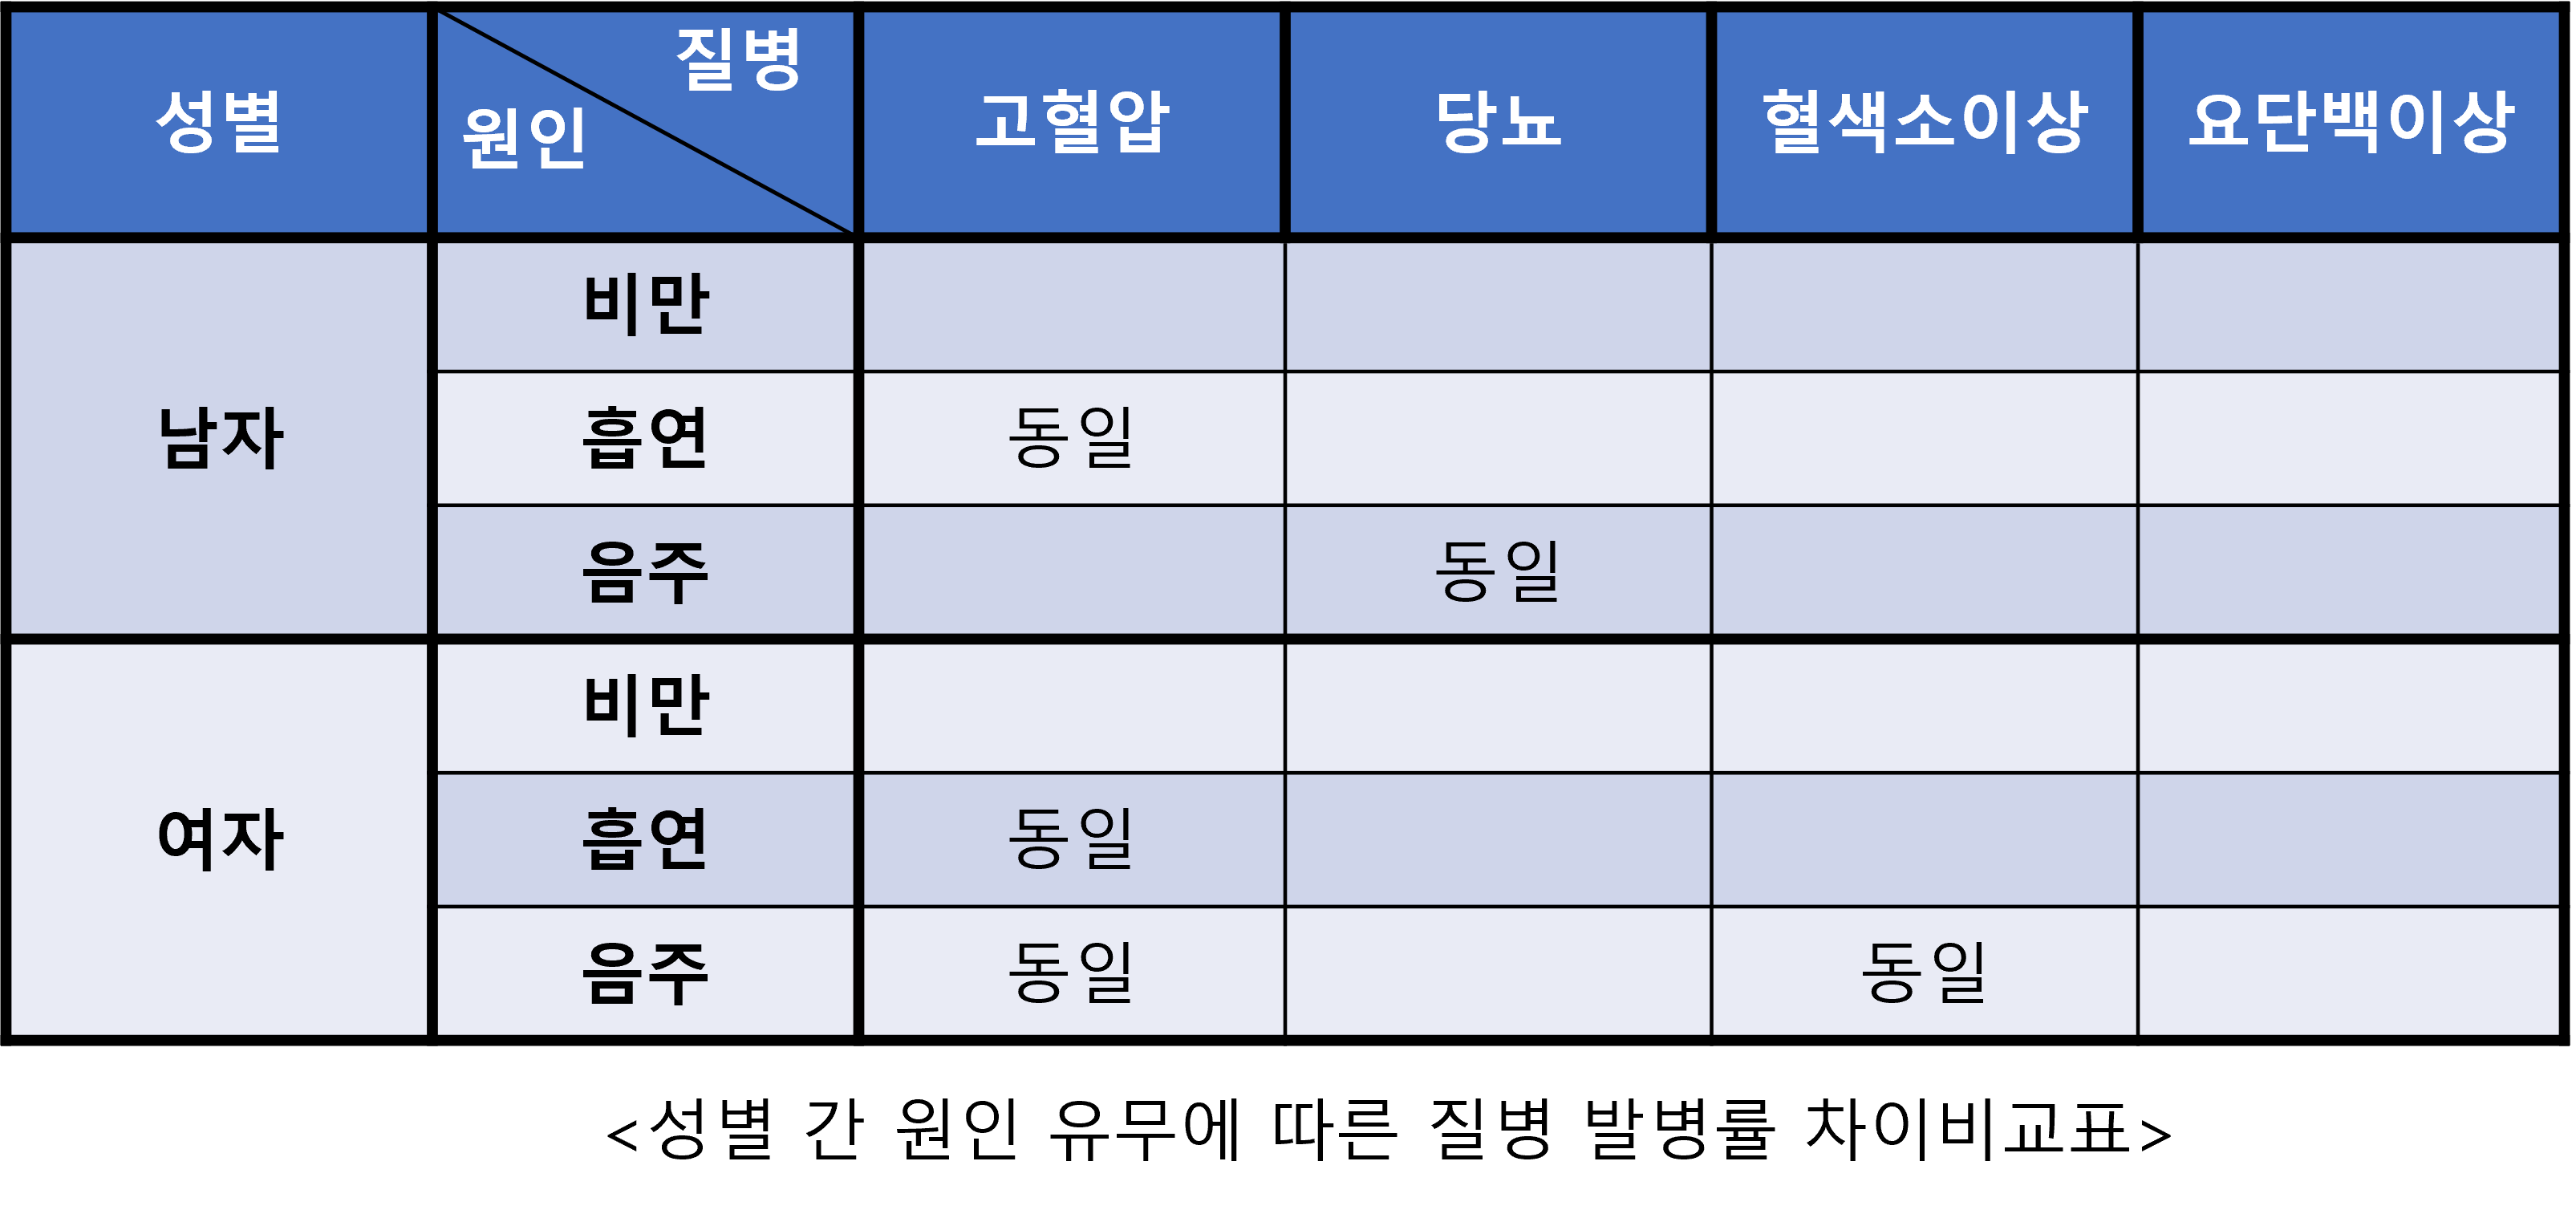 성별 원인 질병 고혈압 당뇨 혈색소이상 요단백이상
남자 비만
흡연 동일
음주 동일
여자 비만
흡연 동일
음주 동일 동일
<성별 간 원인 유무에 따른 질병 발병률 차이비교표>